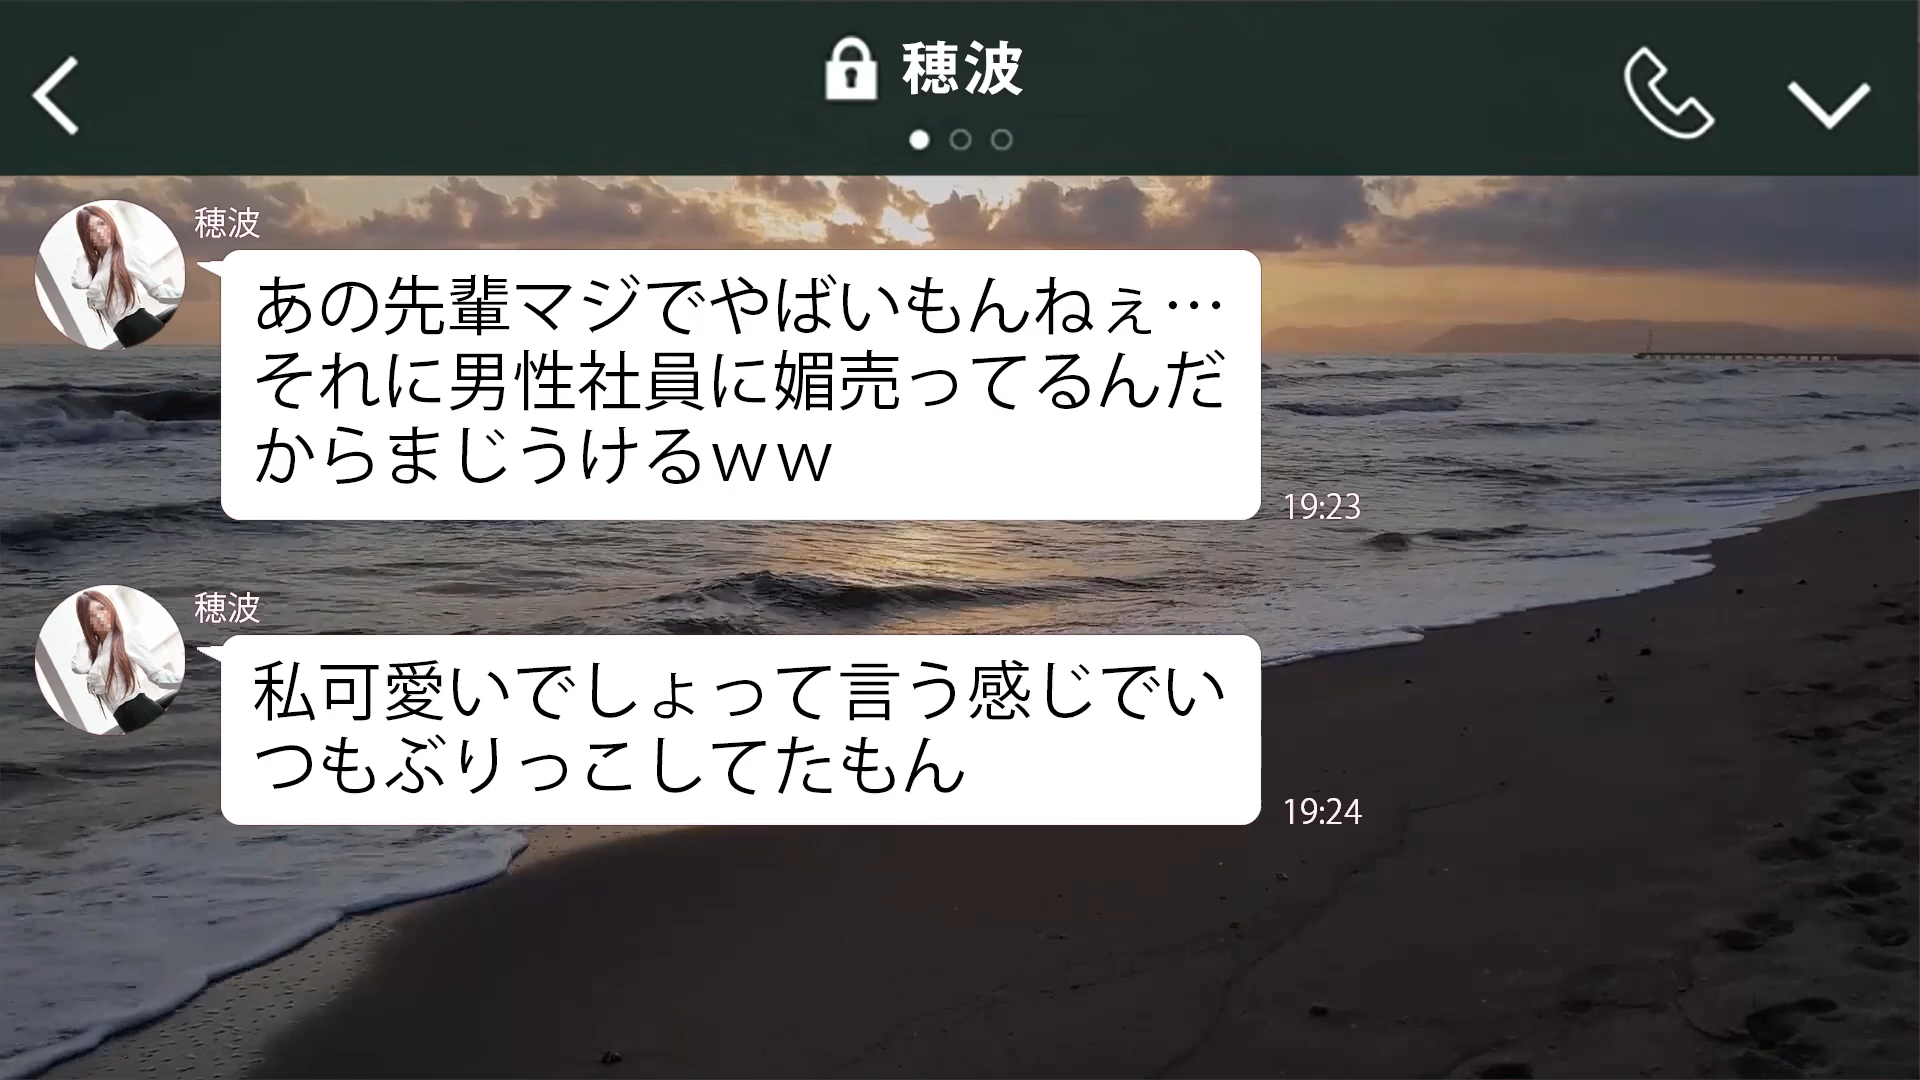 穂波
穂波
あの先輩マジでやばいもんねぇ…
それに男性社員に媚売ってるんだ
からまじうけるｗｗ
19:23
穂波
私可愛いでしょって言う感じでい
つもぶりっこしてたもん
19:24